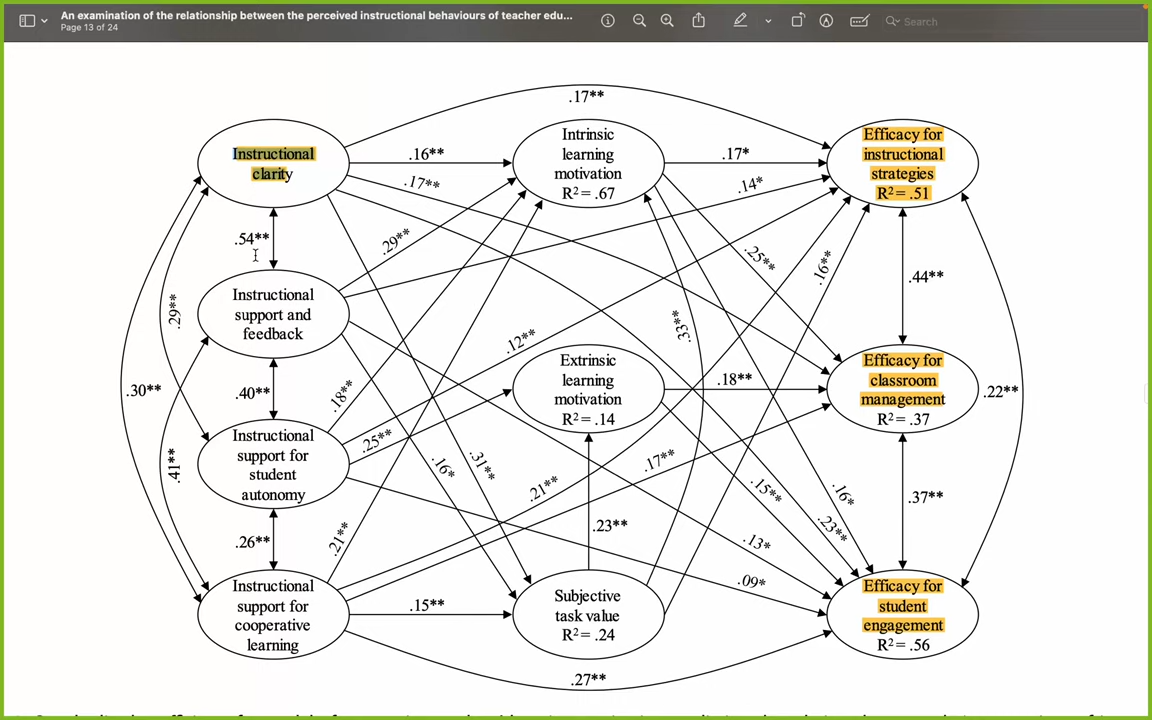 An examination of the relationship between the perceived instructional behaviours of teacher edu...
Page 13 of 24
Search
.17**
Instructional
clarity
Intrinsic
learning
motivation
R² = .67
Efficacy for
instructional
strategies
R² = .51
.16**
.17*
.17**
.14*
.54**
.29**
.25**
.16**
.44**
Instructional
support and
feedback
.29**
.33**
.12**
Extrinsic
learning
motivation
R² = .14
Efficacy for
classroom
management
R² = .37
.30**
.40**
.18**
.18**
.22**
Instructional
support for
student
autonomy
.25**
.41**
.16*
.31**
.17**
.21**
.15**
.16*
.37**
.26**
.21**
.23**
.23**
.13*
.09*
Instructional
support for
cooperative
learning
.15**
Subjective
task value
R² = .24
Efficacy for
student
engagement
R² = .56
.27**